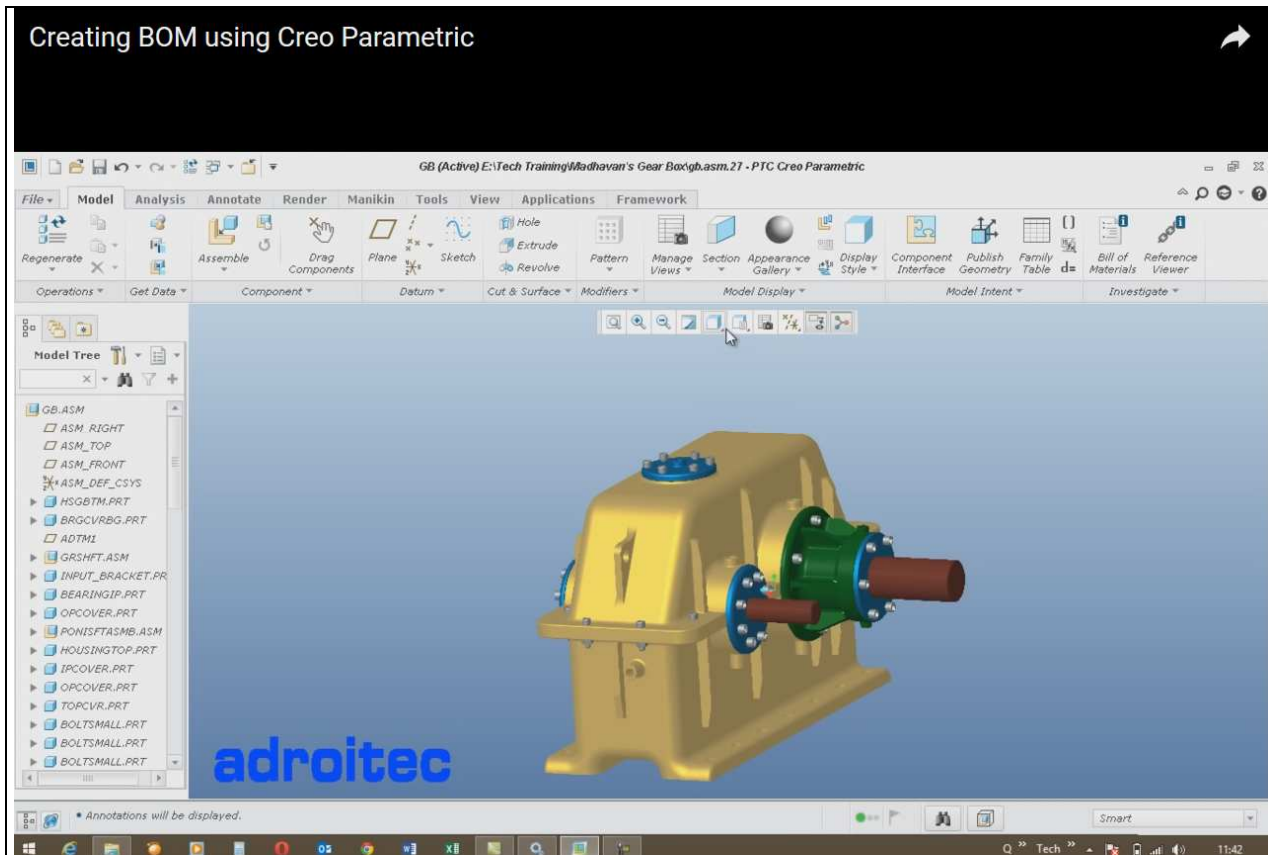 Creating BOM using Creo Parametric
GB (Active) E:\Tech Training\Madhavan's Gear Box\gb.asm.27 - PTC Creo Parametric
File Model Analysis Annotate Render Manikin Tools View Applications Framework
Regenerate
Assemble
Drag Components
Plane
Sketch
Hole
Extrude
Revolve
Pattern
Manage Views
Section
Appearance Gallery
Display Style
Component Interface
Publish Geometry
Family Table
d=
Bill of Materials
Reference Viewer
Operations Get Data Component Datum Cut & Surface Modifiers Model Display Model Intent Investigate
Model Tree
GB.ASM
ASM_RIGHT
ASM_TOP
ASM_FRONT
ASM_DEF_CSYS
HSGBTM.PRT
BRGCVRBG.PRT
ADTM1
GRSHFT.ASM
INPUT_BRACKET.PR
BEARINGIP.PRT
OPCOVER.PRT
PONISFTASMB.ASM
HOUSINGTOP.PRT
IPCOVER.PRT
OPCOVER.PRT
TOPCVR.PRT
BOLTSMALL.PRT
BOLTSMALL.PRT
BOLTSMALL.PRT
adroitec
• Annotations will be displayed.
Smart
Q » Tech » 11:42